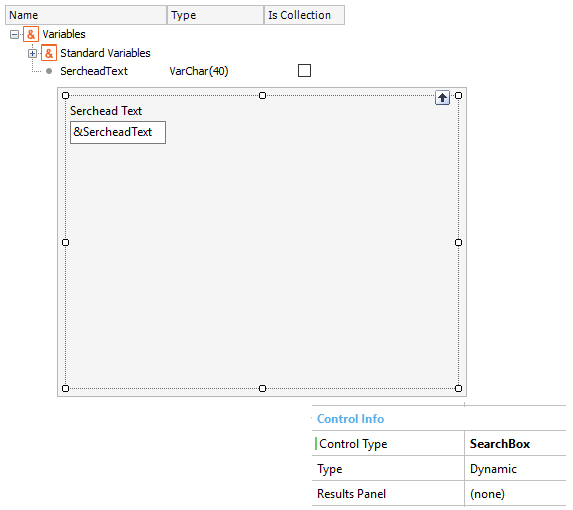 Name Type Is Collection
& Variables
& Standard Variables
SercheadText VarChar(40)
Serchead Text
&SercheadText
Control Info
Control Type SearchBox
Type Dynamic
Results Panel (none)